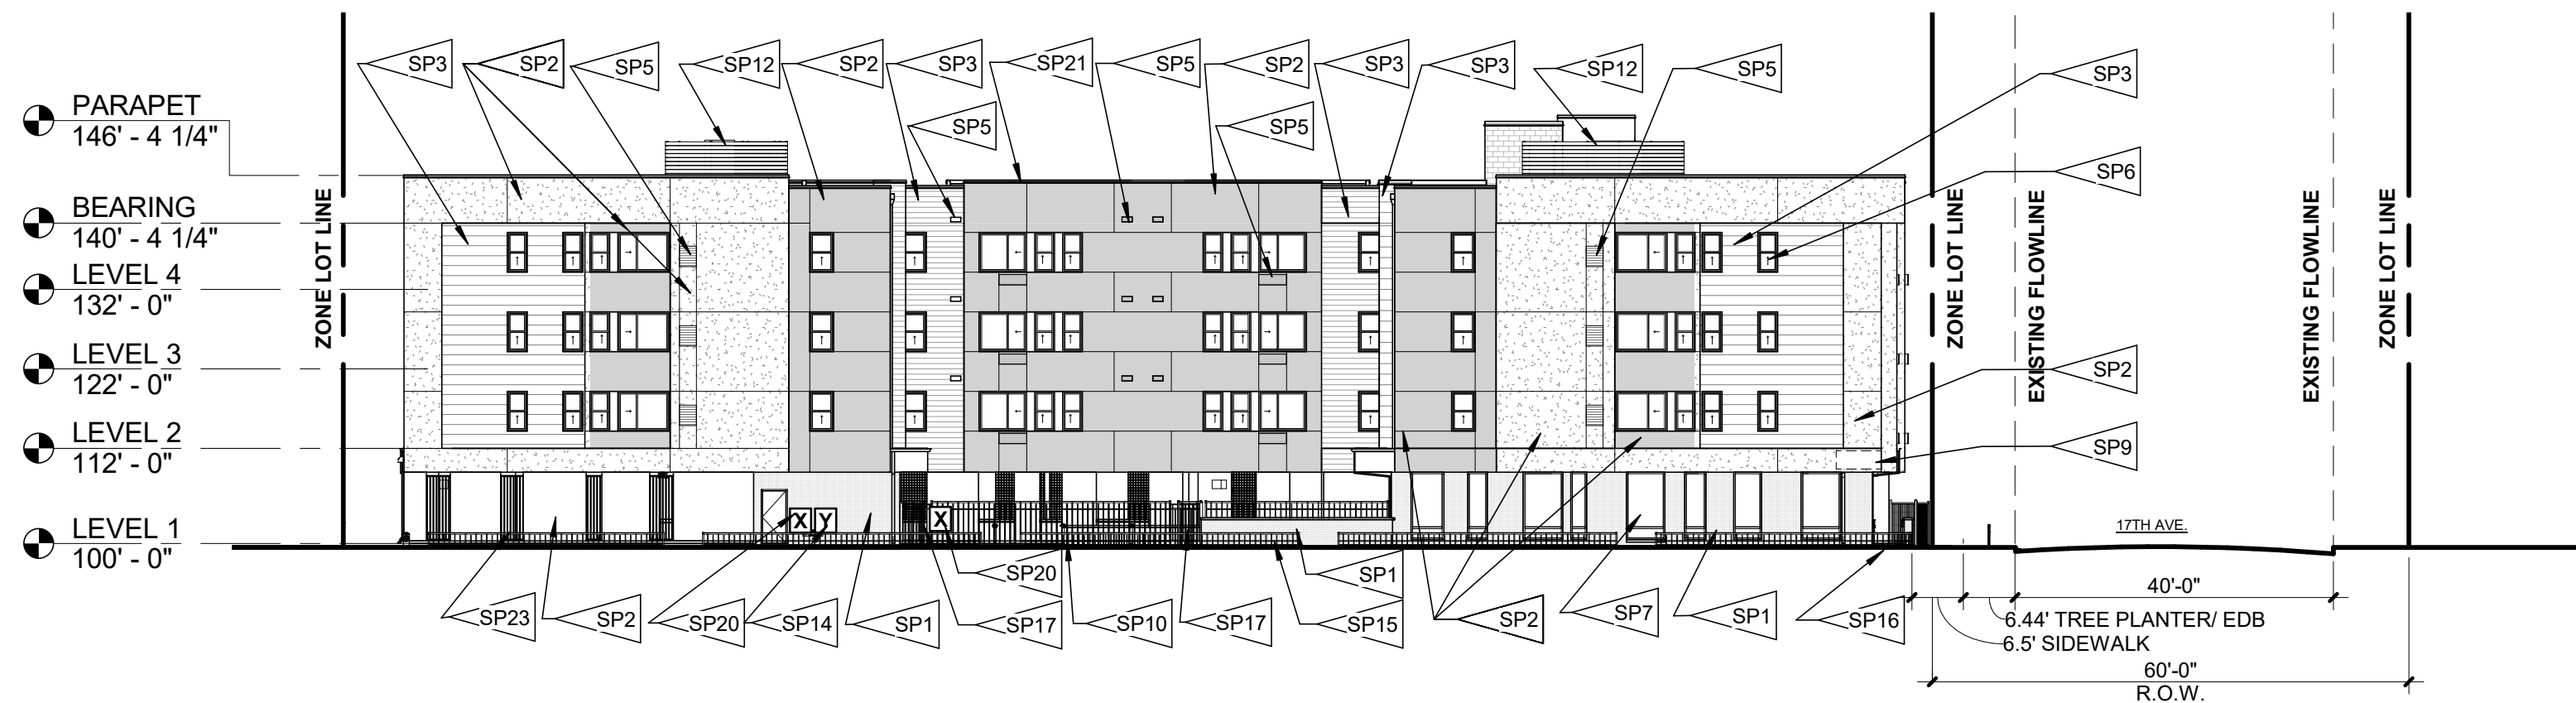 SP3
SP2
SP5
SP12
SP2
SP3
SP21
SP5
SP2
SP3
SP3
SP12
SP5
SP3
SP5
SP5
SP6
PARAPET
146' - 4 1/4"
BEARING
140' - 4 1/4"
LEVEL 4
132' - 0"
LEVEL 3
122' - 0"
LEVEL 2
112' - 0"
LEVEL 1
100' - 0"
ZONE LOT LINE
ZONE LOT LINE
EXISTING FLOWLINE
EXISTING FLOWLINE
ZONE LOT LINE
SP2
SP9
X
Y
X
17TH AVE.
SP20
SP1
SP23
SP2
SP20
SP14
SP1
SP17
SP10
SP17
SP15
SP2
SP7
SP1
SP16
40'-0"
6.44' TREE PLANTER/ EDB
6.5' SIDEWALK
60'-0"
R.O.W.